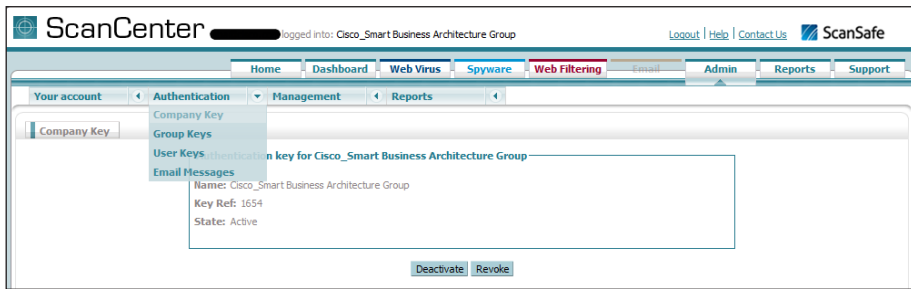 ScanCenter logged into: Cisco_Smart Business Architecture Group Logout | Help | Contact Us ScanSafe
Home Dashboard Web Virus Spyware Web Filtering Email Admin Reports Support
Your account Authentication Management Reports
Company Key
Group Keys
User Keys
Email Messages
Company Key
key for Cisco_Smart Business Architecture Group
Name: Cisco_Smart Business Architecture Group
Key Ref: 1654
State: Active
Deactivate Revoke